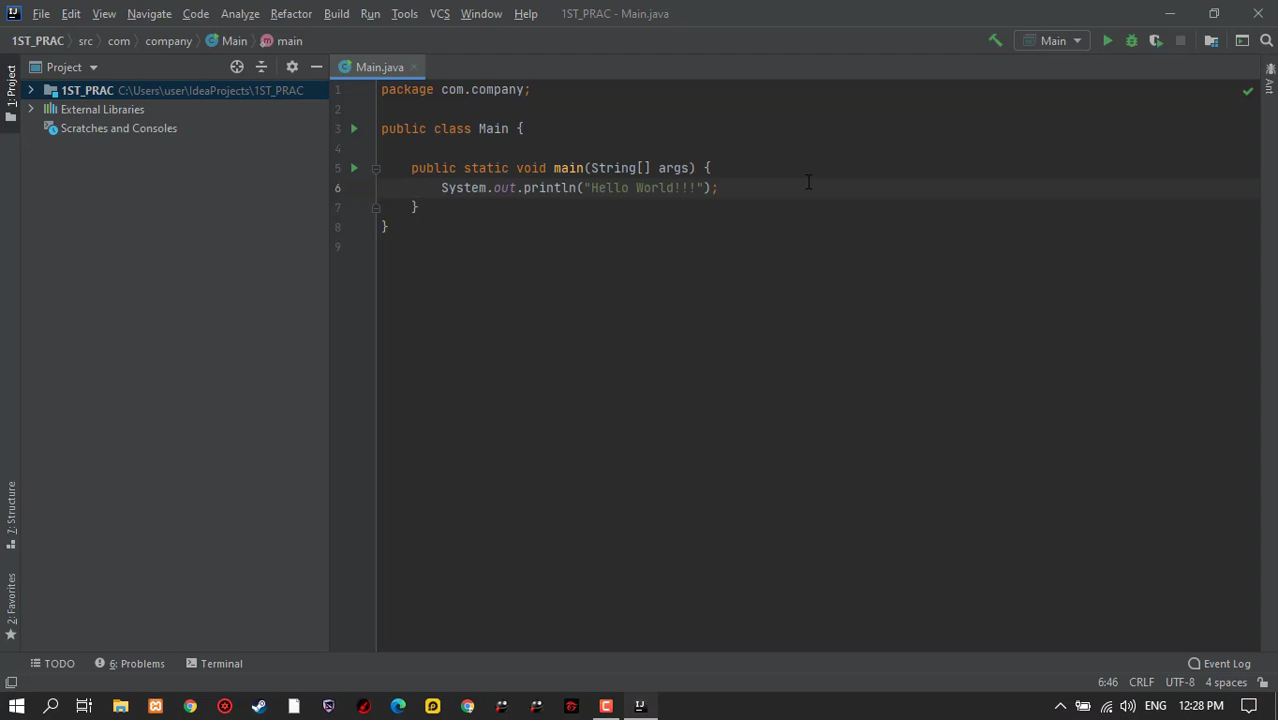 File Edit View Navigate Code Analyze Refactor Build Run Tools VCS Window Help 1ST_PRAC - Main.java
1ST_PRAC src com company Main main Main
Project Main.java
1: Project
Ant
1ST_PRAC C:\Users\user\IdeaProjects\1ST_PRAC
External Libraries
Scratches and Consoles
1 package com.company;
2
3 public class Main {
4
5 public static void main(String[] args) {
6 System.out.println("Hello World!!!");
7 }
8 }
9
7: Structure
2: Favorites
TODO 6: Problems Terminal Event Log
6:46 CRLF UTF-8 4 spaces
ENG 12:28 PM